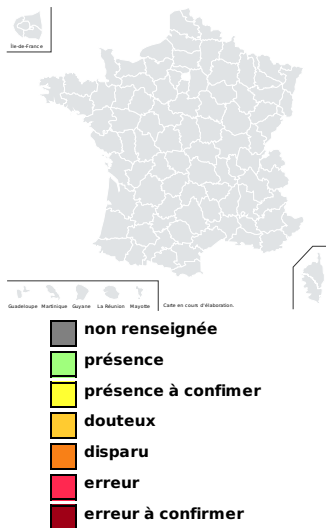 Île-de-France
Guadeloupe Martinique Guyane La Réunion Mayotte Carte en cours d'élaboration.
non renseignée
présence
présence à confimer
douteux
disparu
erreur
erreur à confirmer